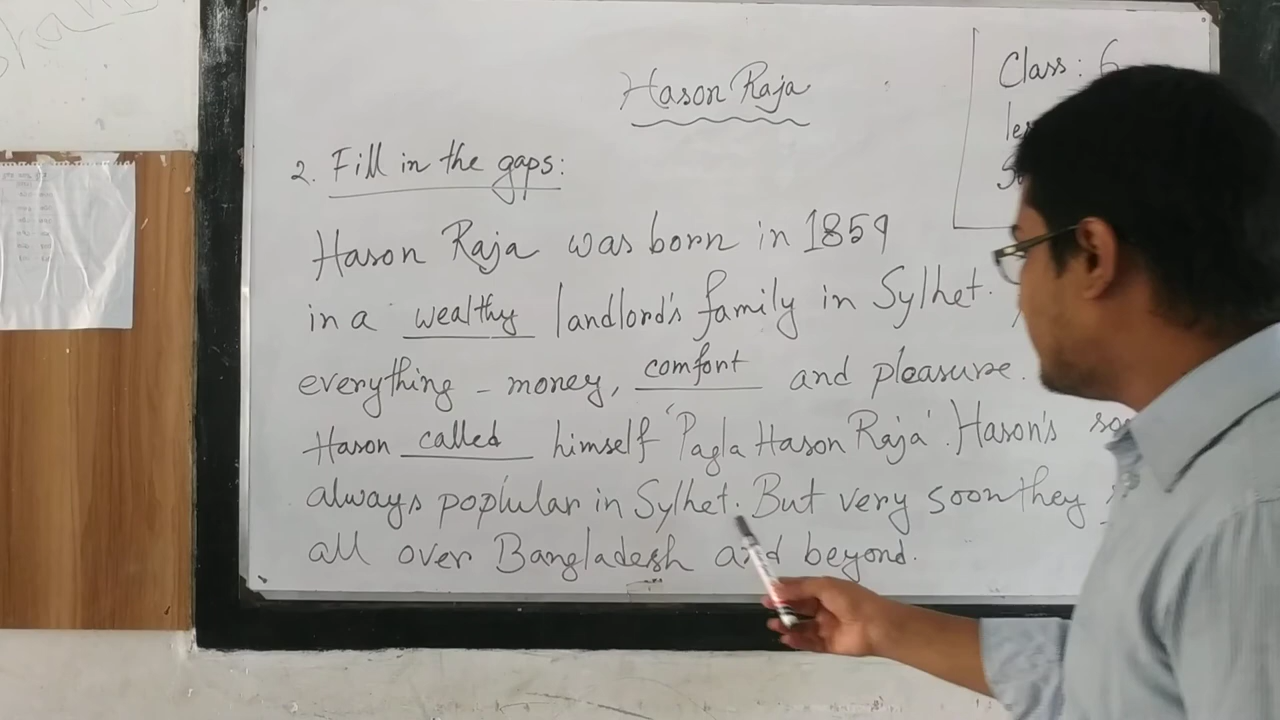 Hason Raja
Class: 6
2. Fill in the gaps:
Hason Raja was born in 1859
in a wealthy landlord's family in Sylhet.
everything - money, comfort and pleasure.
Hason called himself 'Pagla Hason Raja'. Hason's
always poplular in Sylhet. But very soon they
all over Bangladesh and beyond.